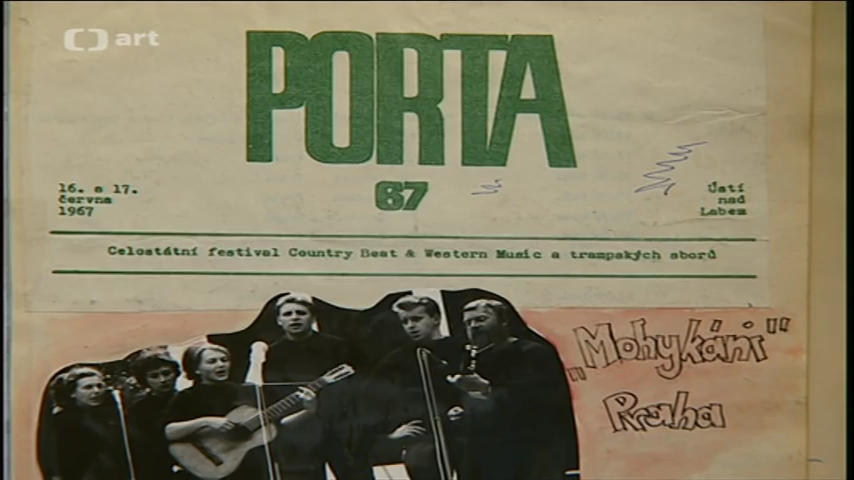 art
PORTA
67
16. a 17.
června
1967
Ústí
nad
Labem
Celostátní festival Country Beat & Western Music a trampských sborů
„Mohykáni"
Praha